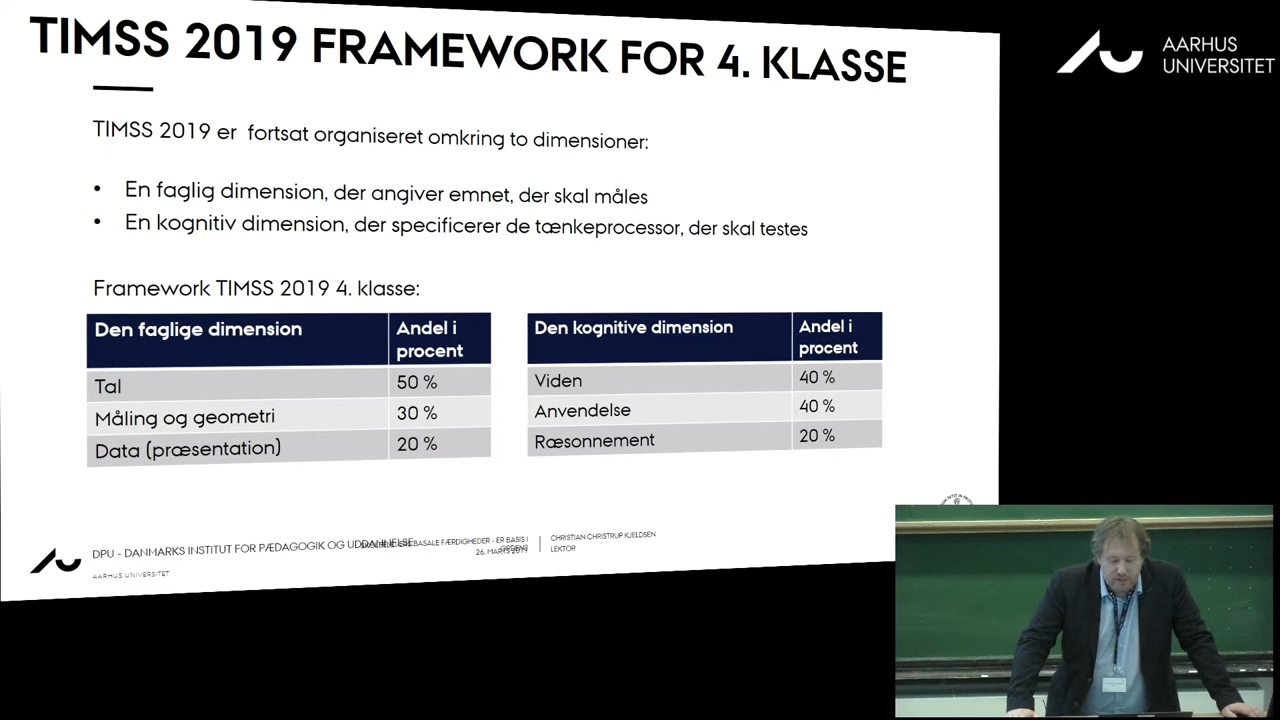 TIMSS 2019 FRAMEWORK FOR 4. KLASSE
AARHUS
UNIVERSITET
TIMSS 2019 er fortsat organiseret omkring to dimensioner:
• En faglig dimension, der angiver emnet, der skal måles
• En kognitiv dimension, der specificerer de tænkeprocessor, der skal testes
Framework TIMSS 2019 4. klasse:
Den faglige dimension
Andel i
procent
Tal
50 %
Måling og geometri
30 %
Data (præsentation)
20 %
Den kognitive dimension
Andel i
procent
Viden
40 %
Anvendelse
40 %
Ræsonnement
20 %
DPU - DANMARKS INSTITUT FOR PÆDAGOGIK OG UDDANNELSE
AARHUS UNIVERSITET
BASALE FÆRDIGHEDER - ER BASIS I
26. MARTS 2019
CHRISTIAN CHRISTRUP KJELDSEN
LEKTOR